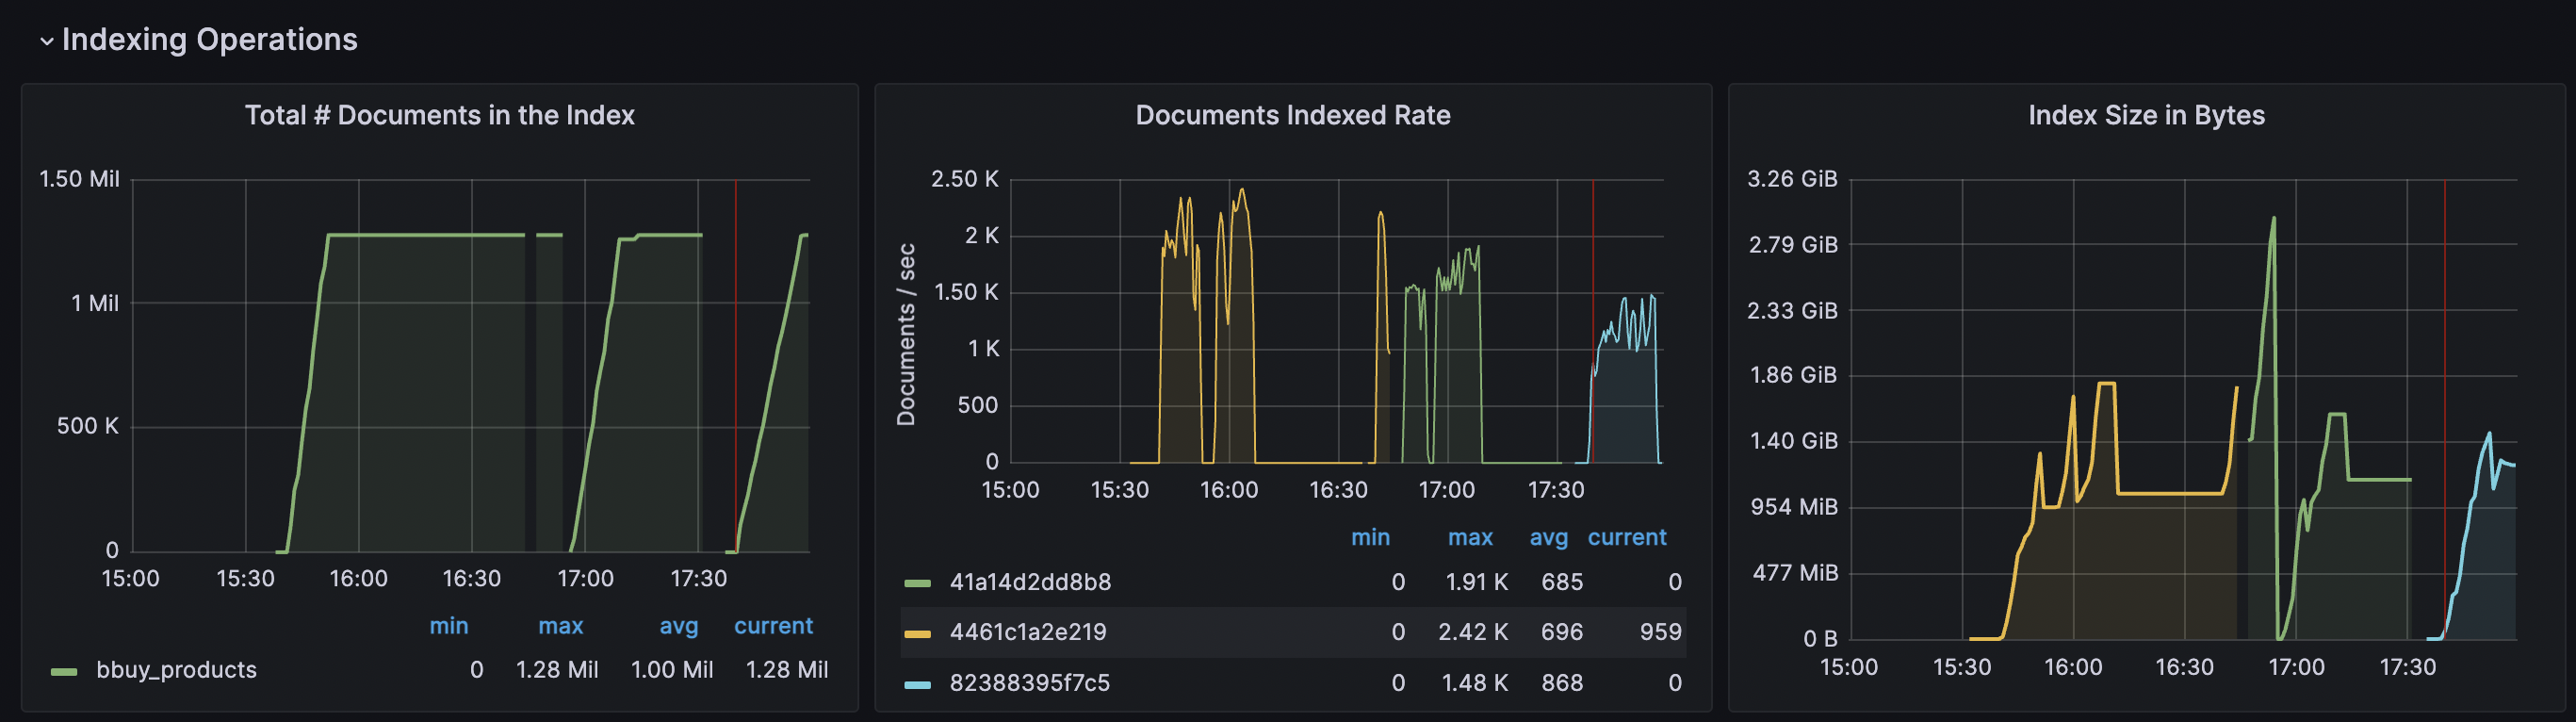 Indexing Operations
Total # Documents in the Index
1.50 Mil
1 Mil
500 K
0
15:00 15:30 16:00 16:30 17:00 17:30
min max avg current
bbuy_products 0 1.28 Mil 1.00 Mil 1.28 Mil
Documents Indexed Rate
Documents / sec
2.50 K
2 K
1.50 K
1 K
500
0
15:00 15:30 16:00 16:30 17:00 17:30
min max avg current
41a14d2dd8b8 0 1.91 K 685 0
4461c1a2e219 0 2.42 K 696 959
82388395f7c5 0 1.48 K 868 0
Index Size in Bytes
3.26 GiB
2.79 GiB
2.33 GiB
1.86 GiB
1.40 GiB
954 MiB
477 MiB
0 B
15:00 15:30 16:00 16:30 17:00 17:30